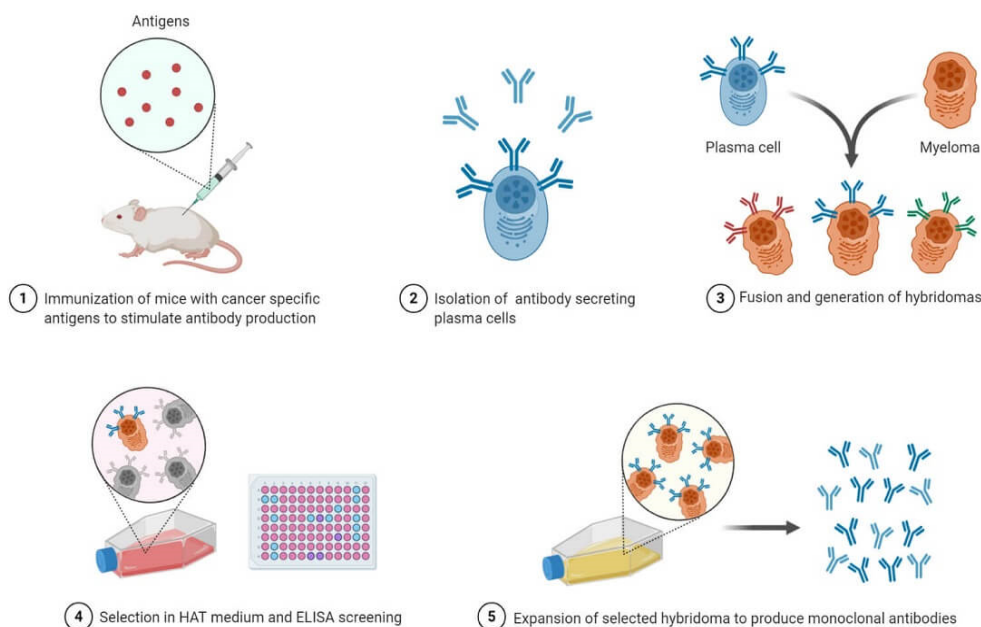 Antigens
1
Immunization of mice with cancer specific
antigens to stimulate antibody production
2
Isolation of antibody secreting
plasma cells
Plasma cell
Myeloma
3
Fusion and generation of hybridomas
4
Selection in HAT medium and ELISA screening
5
Expansion of selected hybridoma to produce monoclonal antibodies